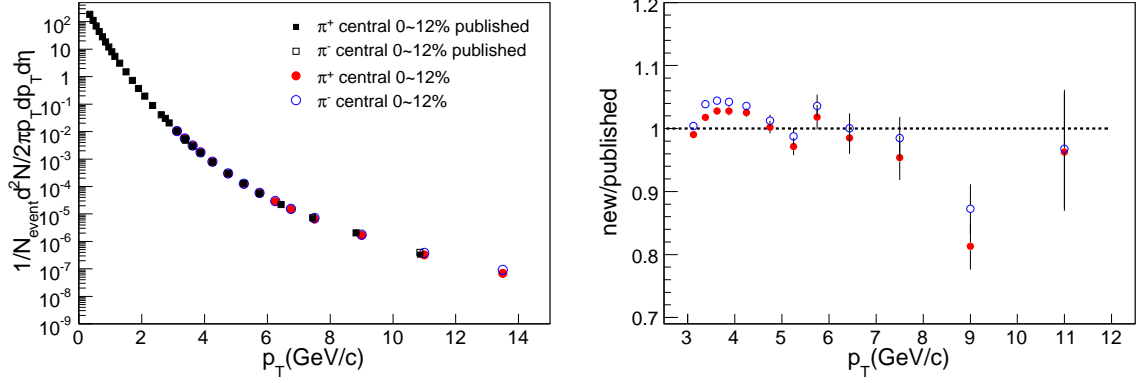 1/N_event d²N/2πp_T dp_T dη
10²
10
1
10⁻¹
10⁻²
10⁻³
10⁻⁴
10⁻⁵
10⁻⁶
10⁻⁷
10⁻⁸
10⁻⁹
π⁺ central 0~12% published
π⁻ central 0~12% published
π⁺ central 0~12%
π⁻ central 0~12%
0 2 4 6 8 10 12 14
p_T(GeV/c)
new/published
1.2
1.1
1
0.9
0.8
0.7
3 4 5 6 7 8 9 10 11 12
p_T(GeV/c)